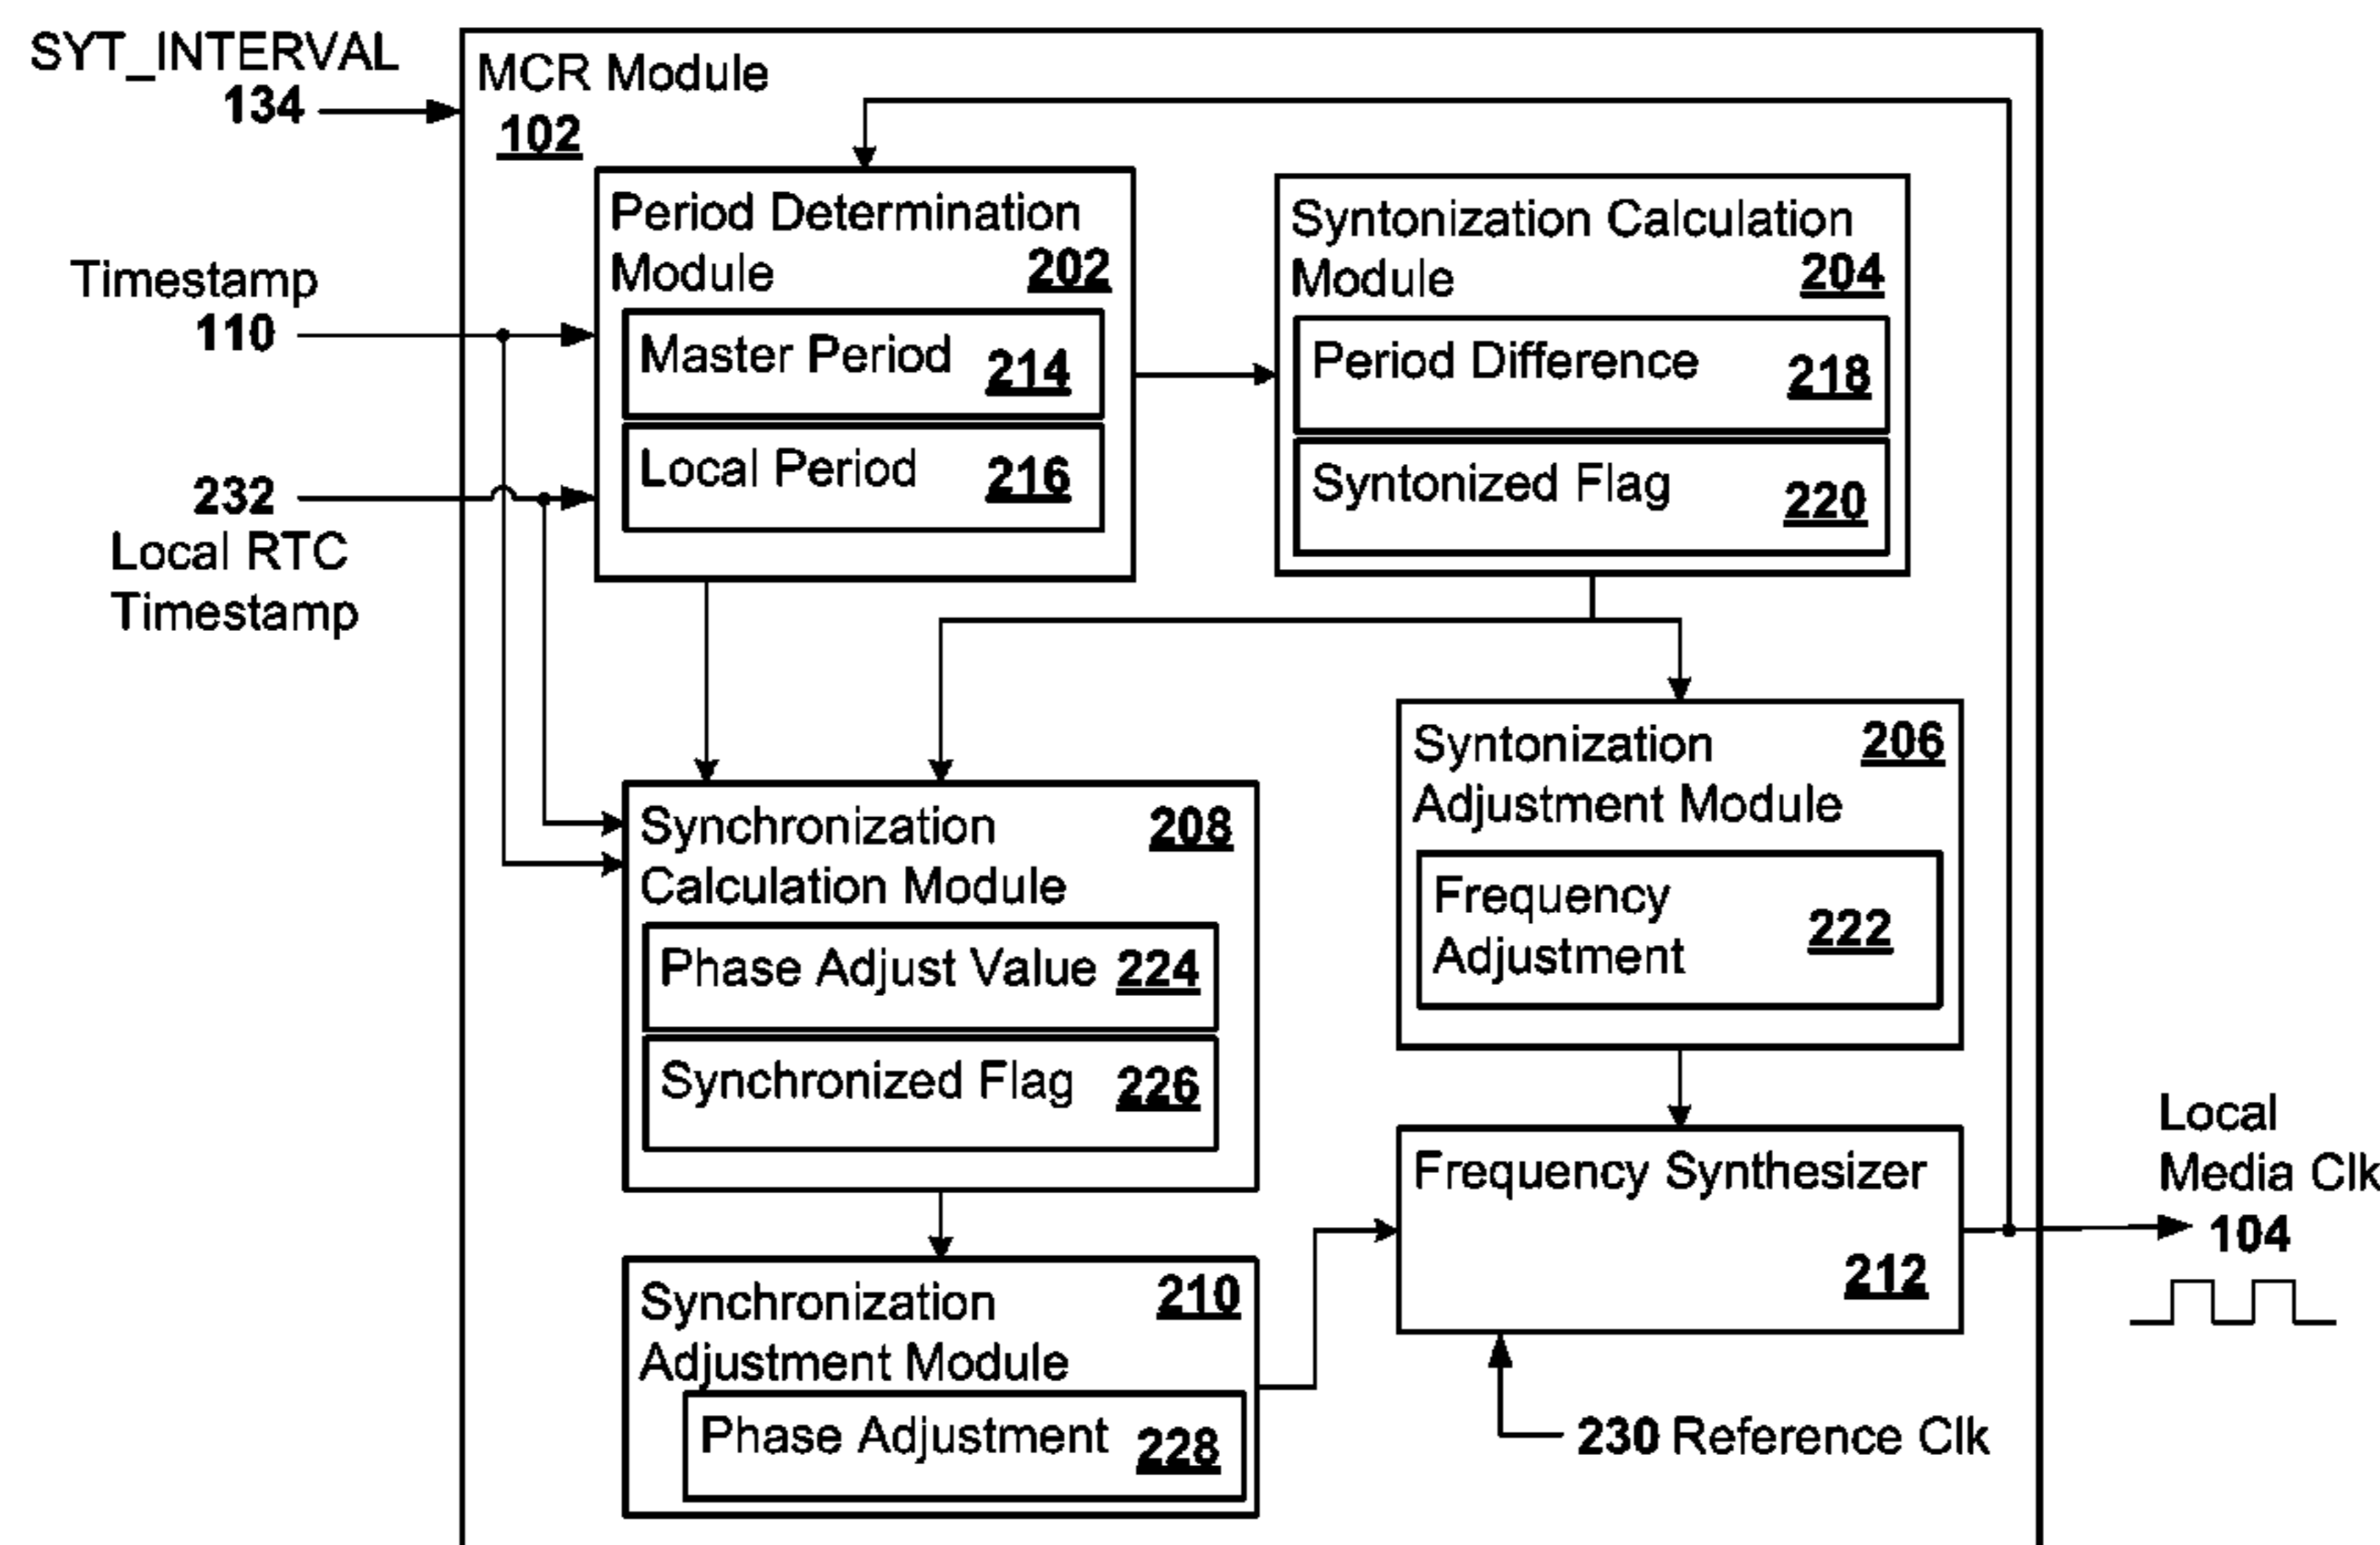 SYT_INTERVAL
134
MCR Module
102
Timestamp
110
232
Local RTC
Timestamp
Period Determination
Module 202
Master Period 214
Local Period 216
Syntonization Calculation
Module 204
Period Difference 218
Syntonized Flag 220
Synchronization 208
Calculation Module
Phase Adjust Value 224
Synchronized Flag 226
Syntonization 206
Adjustment Module
Frequency
Adjustment 222
Synchronization 210
Adjustment Module
Phase Adjustment 228
Frequency Synthesizer
212
230 Reference Clk
Local
Media Clk
104